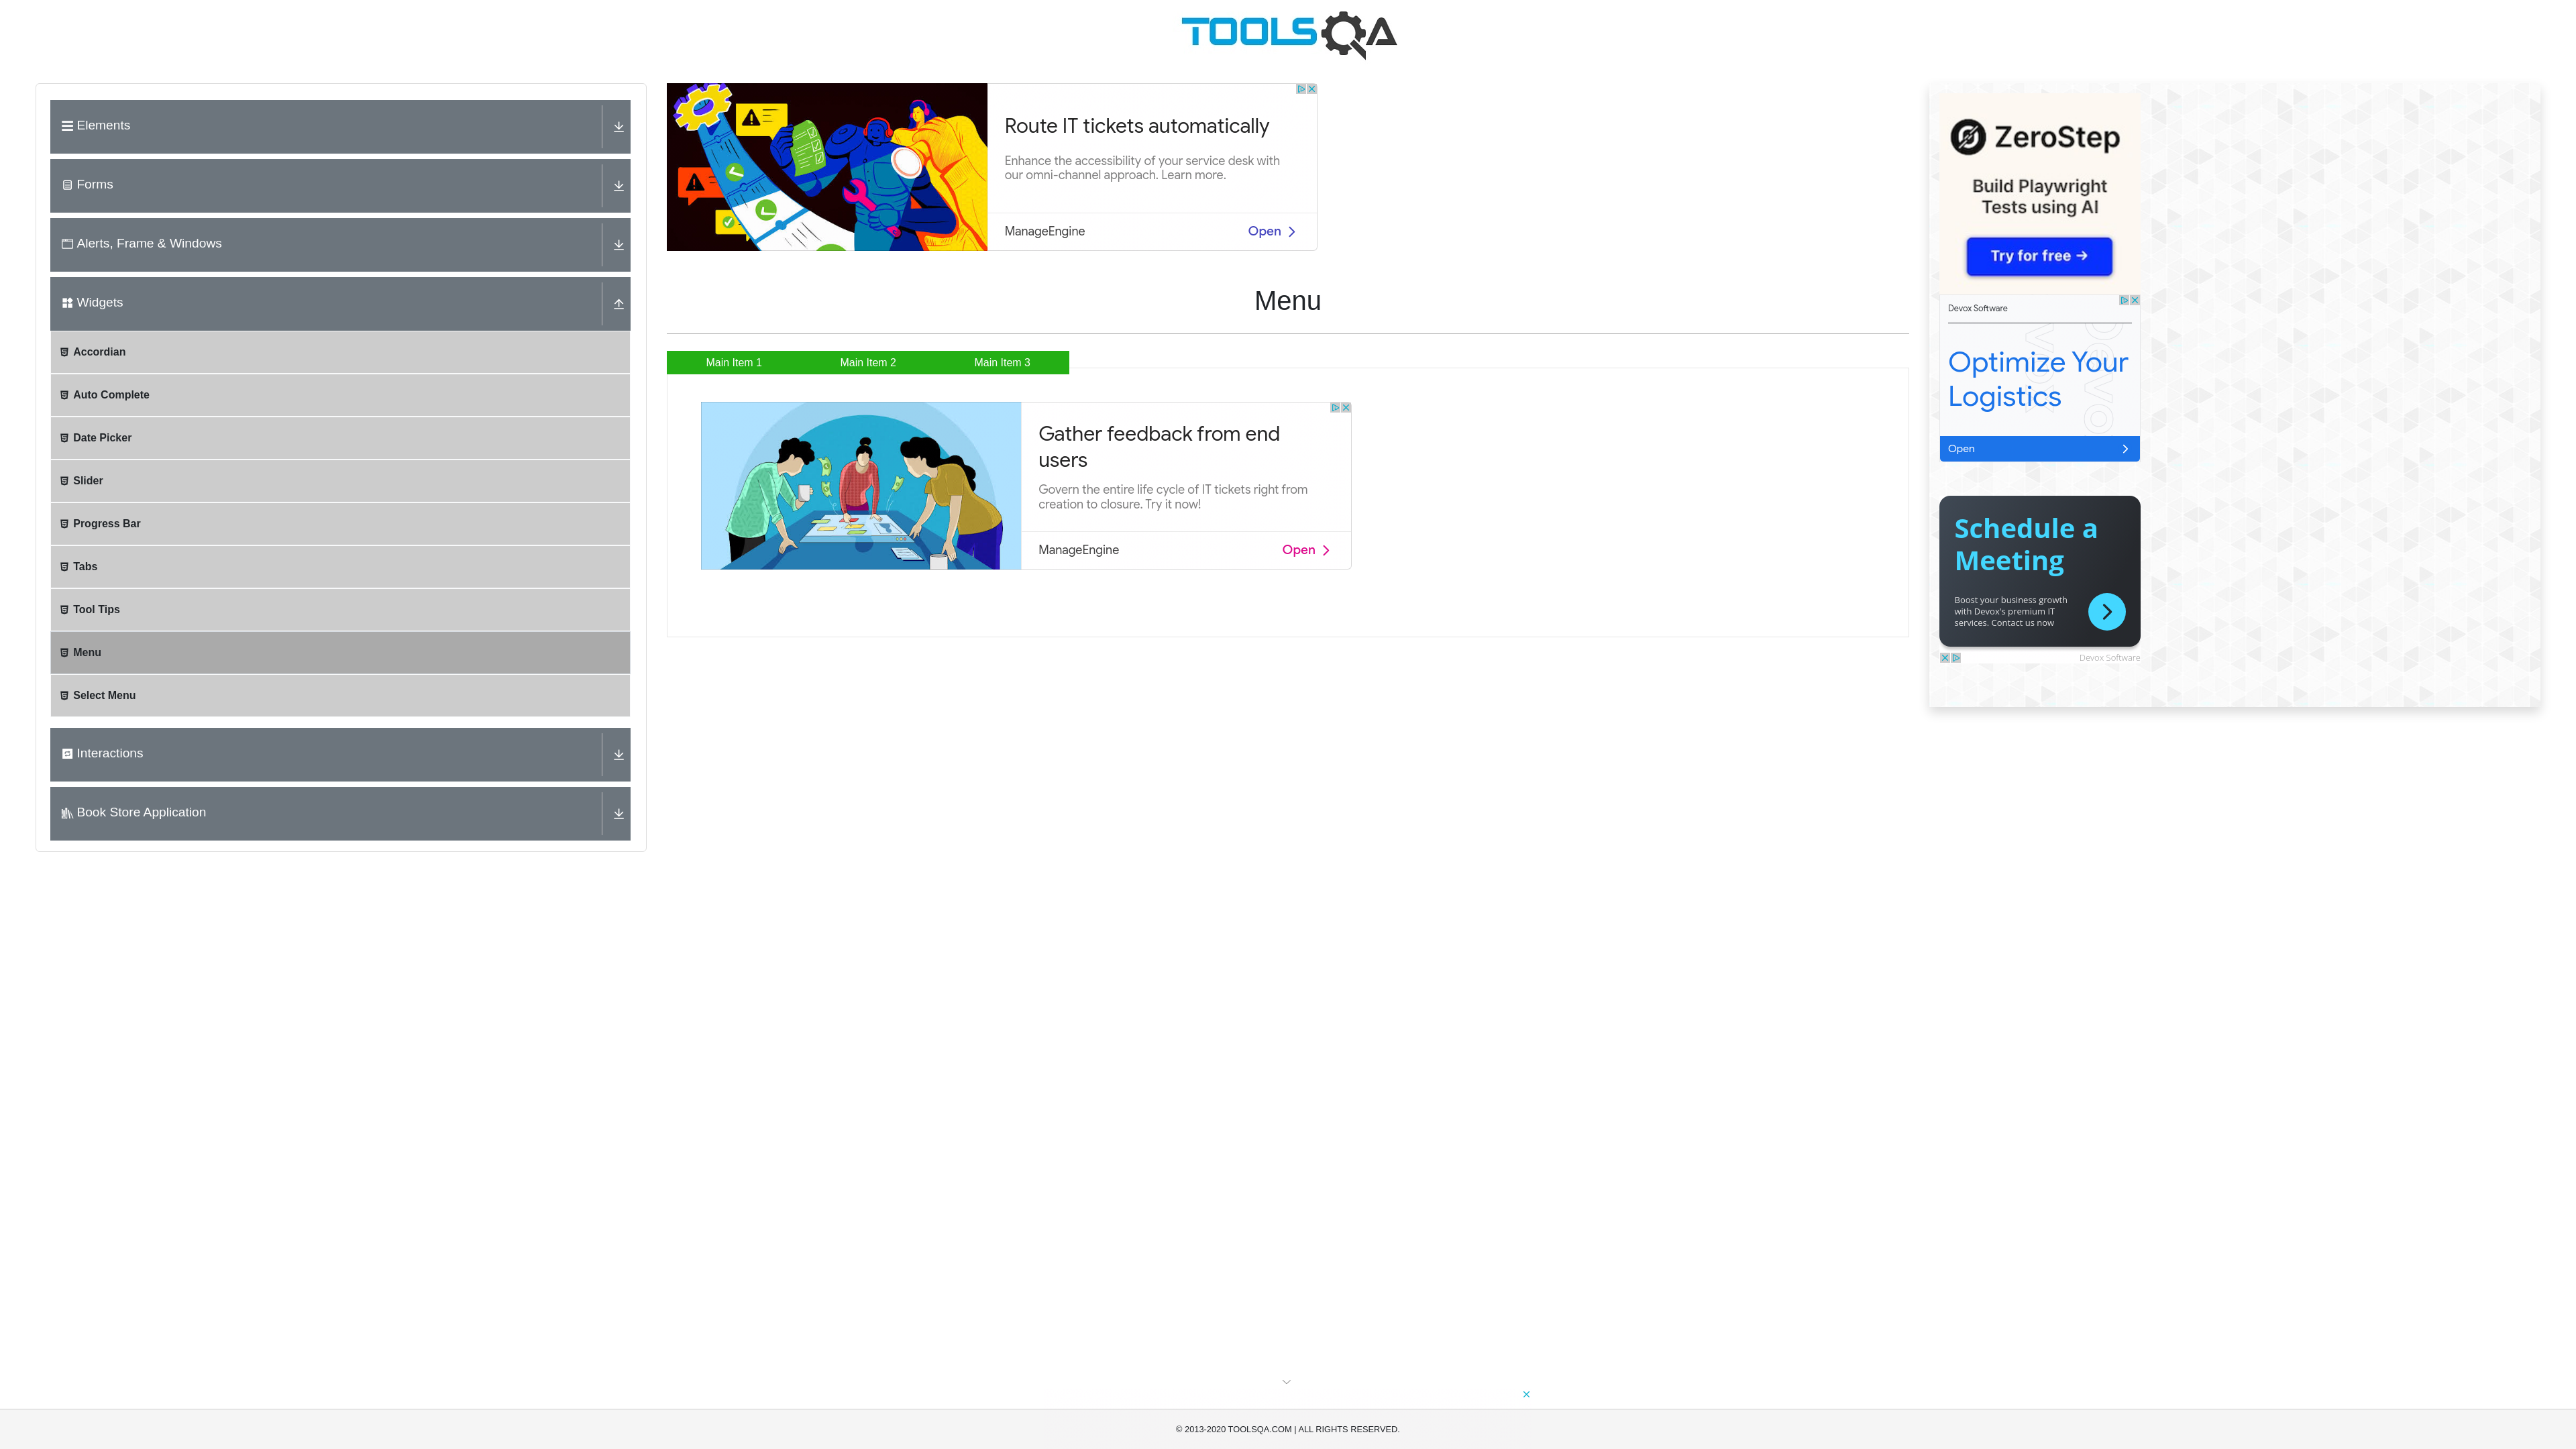 TOOLSQA
Elements
Forms
Alerts, Frame & Windows
Widgets
Accordian
Auto Complete
Date Picker
Slider
Progress Bar
Tabs
Tool Tips
Menu
Select Menu
Interactions
Book Store Application
Route IT tickets automatically
Enhance the accessibility of your service desk with
our omni-channel approach. Learn more.
ManageEngine
Open
Menu
Main Item 1
Main Item 2
Main Item 3
Gather feedback from end
users
Govern the entire life cycle of IT tickets right from
creation to closure. Try it now!
ManageEngine
Open
ZeroStep
Build Playwright
Tests using AI
Try for free →
Devox Software
Optimize Your
Logistics
Open
Schedule a
Meeting
Boost your business growth
with Devox's premium IT
services. Contact us now
Devox Software
© 2013-2020 TOOLSQA.COM | ALL RIGHTS RESERVED.